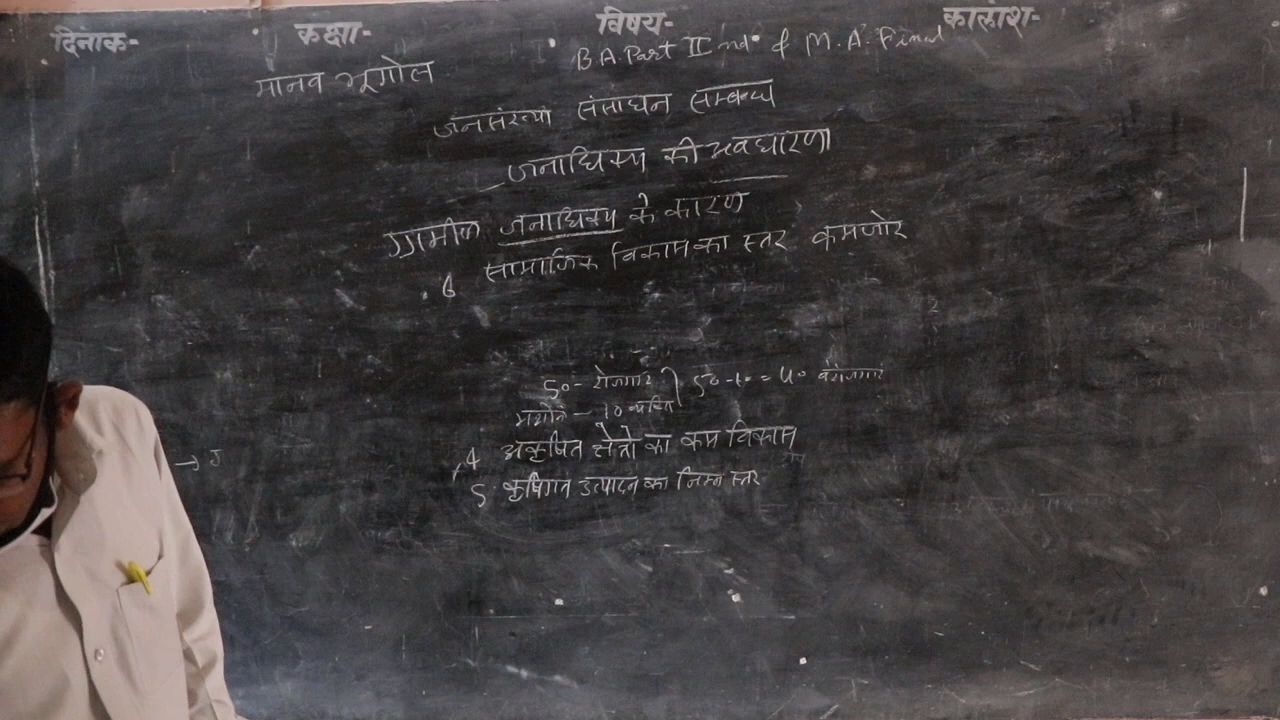 दिनांक- कक्षा- विषय- कालांश-
B.A. Part II nd & M.A. Final
मानव भूगोल
जनसंख्या संसाधन सम्बन्ध
जनाधिक्य की अवधारणा
ग्रामीण जनाधिक्य के कारण
6 सामाजिक विकास का स्तर कमजोर
50- रोजगार } 50-10 = 40 बेरोजगार
मशीने - 10 व्यक्ति
4 अकृषित क्षेत्रो का कम विकास
5. कृषिगत उत्पादन का निम्न स्तर